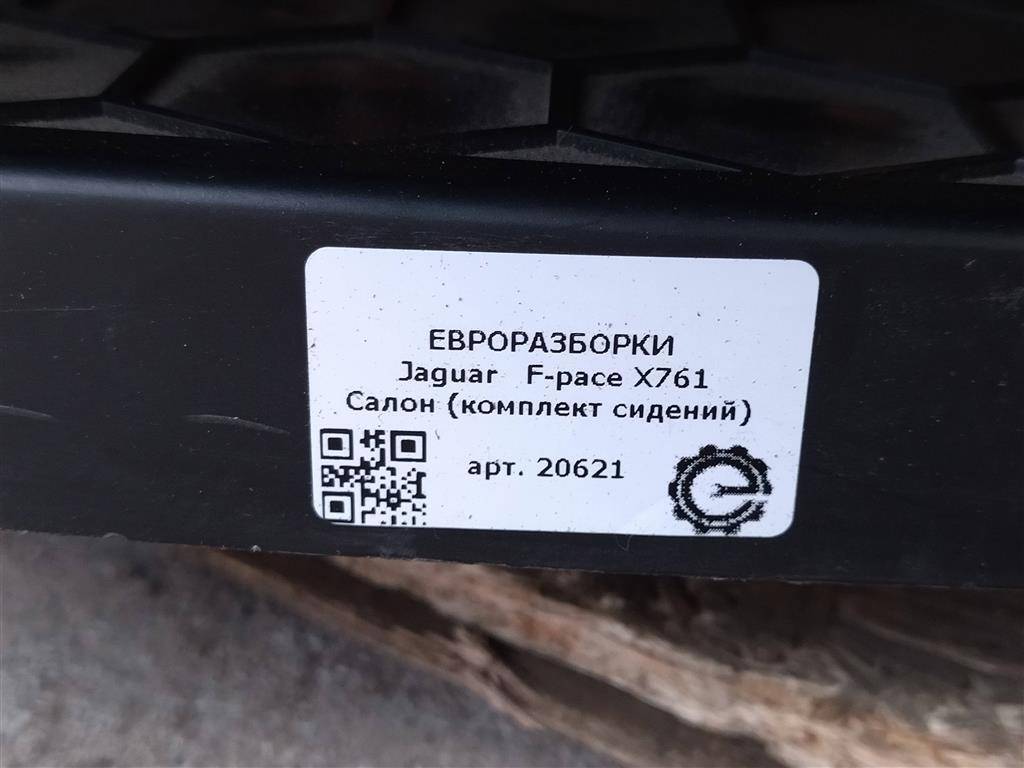 ЕВРОРАЗБОРКИ
Jaguar F-pace X761
Салон (комплект сидений)
арт. 20621